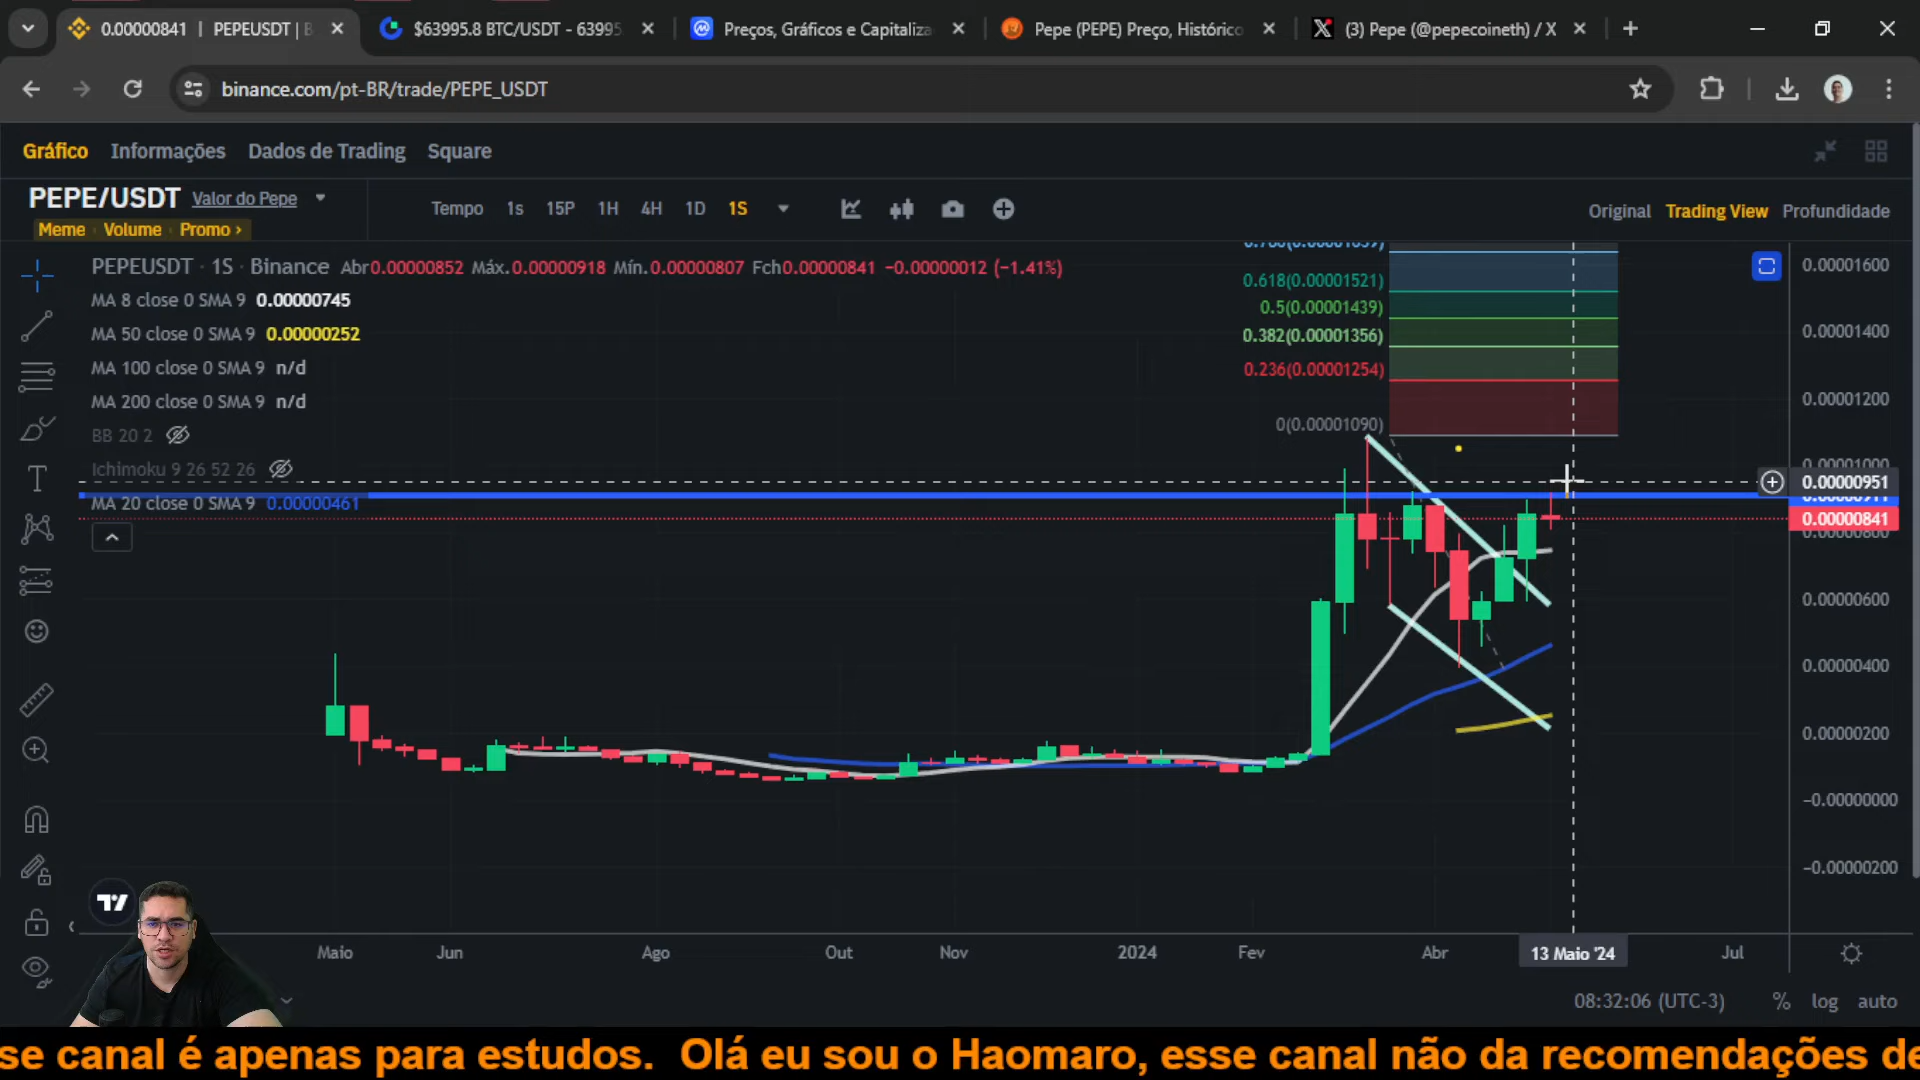 0.00000841 | PEPEUSDT | B
$63995.8 BTC/USDT - 63995
Preços, Gráficos e Capitaliza
Pepe (PEPE) Preço, Histórico
(3) Pepe (@pepecoineth) / X
binance.com/pt-BR/trade/PEPE_USDT
Gráfico Informações Dados de Trading Square
PEPE/USDT Valor do Pepe
Meme Volume Promo ›
Tempo 1s 15P 1H 4H 1D 1S
Original Trading View Profundidade
PEPEUSDT · 1S · Binance Abr0.00000852 Máx.0.00000918 Mín.0.00000807 Fch0.00000841 −0.00000012 (−1.41%)
MA 8 close 0 SMA 9 0.00000745
MA 50 close 0 SMA 9 0.00000252
MA 100 close 0 SMA 9 n/d
MA 200 close 0 SMA 9 n/d
BB 20 2
Ichimoku 9 26 52 26
MA 20 close 0 SMA 9 0.00000461
0.618(0.00001521)
0.5(0.00001439)
0.382(0.00001356)
0.236(0.00001254)
0(0.00001090)
0.00001600
0.00001400
0.00001200
0.00001000
0.00000951
0.00000841
0.00000800
0.00000600
0.00000400
0.00000200
−0.00000000
−0.00000200
Maio Jun Ago Out Nov 2024 Fev Abr 13 Maio '24 Jul
08:32:06 (UTC-3) % log auto
se canal é apenas para estudos. Olá eu sou o Haomaro, esse canal não da recomendações de